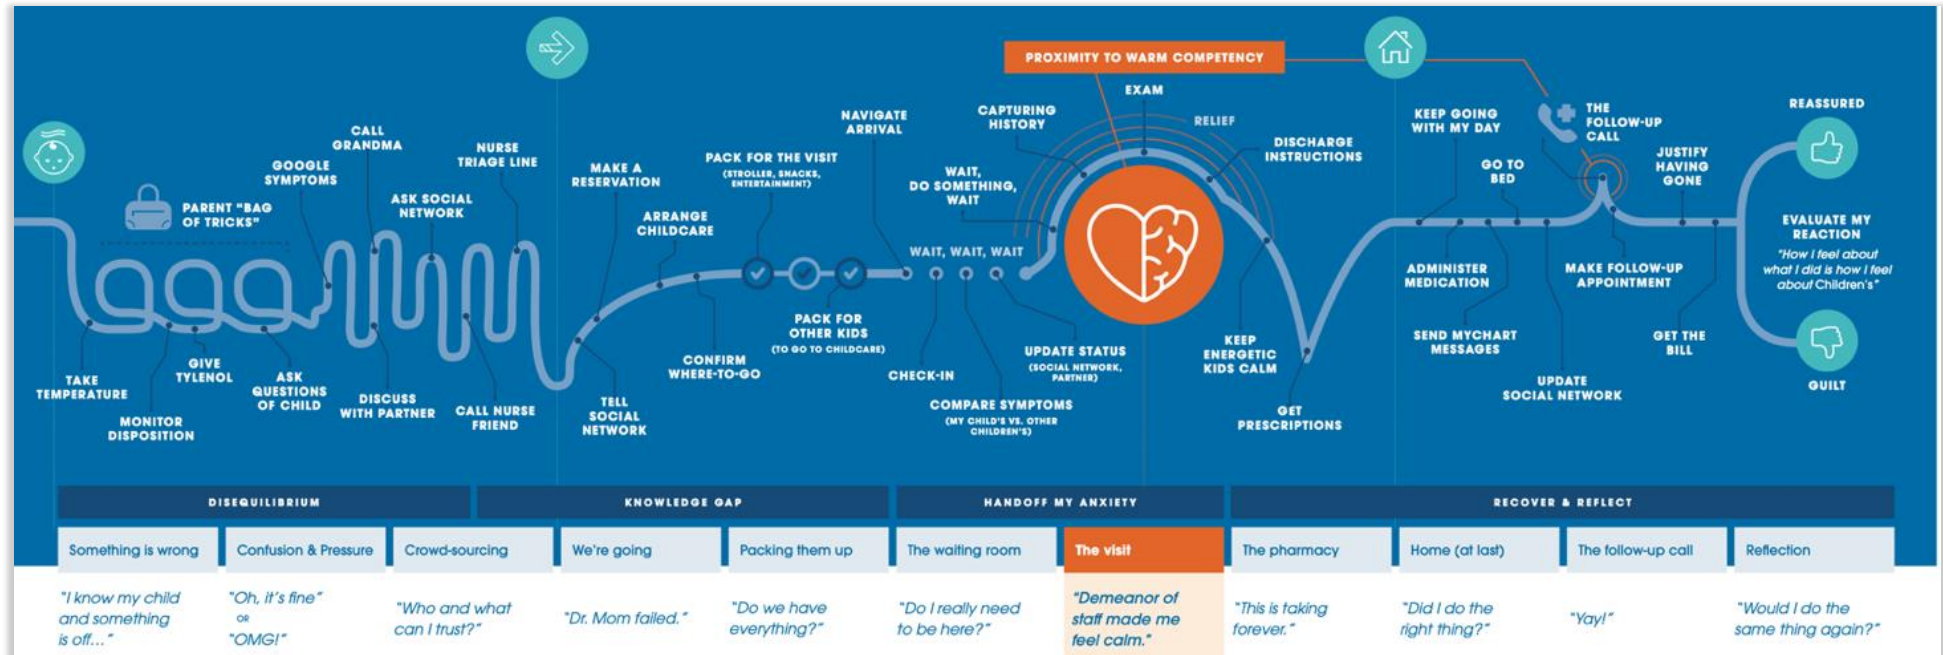 PROXIMITY TO WARM COMPETENCY
TAKE
TEMPERATURE
PARENT "BAG
OF TRICKS"
MONITOR
DISPOSITION
GIVE
TYLENOL
ASK
QUESTIONS
OF CHILD
GOOGLE
SYMPTOMS
CALL
GRANDMA
DISCUSS
WITH PARTNER
ASK SOCIAL
NETWORK
CALL NURSE
FRIEND
NURSE
TRIAGE LINE
TELL
SOCIAL
NETWORK
MAKE A
RESERVATION
ARRANGE
CHILDCARE
CONFIRM
WHERE-TO-GO
PACK FOR THE VISIT
(STROLLER, SNACKS,
ENTERTAINMENT)
PACK FOR
OTHER KIDS
(TO GO TO CHILDCARE)
NAVIGATE
ARRIVAL
WAIT, WAIT, WAIT
CHECK-IN
COMPARE SYMPTOMS
(MY CHILD'S VS. OTHER
CHILDREN'S)
UPDATE STATUS
(SOCIAL NETWORK,
PARTNER)
WAIT,
DO SOMETHING,
WAIT
CAPTURING
HISTORY
EXAM
RELIEF
DISCHARGE
INSTRUCTIONS
KEEP
ENERGETIC
KIDS CALM
GET
PRESCRIPTIONS
KEEP GOING
WITH MY DAY
ADMINISTER
MEDICATION
SEND MYCHART
MESSAGES
GO TO
BED
UPDATE
SOCIAL NETWORK
THE
FOLLOW-UP
CALL
MAKE FOLLOW-UP
APPOINTMENT
JUSTIFY
HAVING
GONE
GET THE
BILL
REASSURED
EVALUATE MY
REACTION
"How I feel about
what I did is how I feel
about Children's"
GUILT
DISEQUILIBRIUM
KNOWLEDGE GAP
HANDOFF MY ANXIETY
RECOVER & REFLECT
Something is wrong
Confusion & Pressure
Crowd-sourcing
We're going
Packing them up
The waiting room
The visit
The pharmacy
Home (at last)
The follow-up call
Reflection
"I know my child
and something
is off..."
"Oh, it's fine"
OR
"OMG!"
"Who and what
can I trust?"
"Dr. Mom failed."
"Do we have
everything?"
"Do I really need
to be here?"
"Demeanor of
staff made me
feel calm."
"This is taking
forever."
"Did I do the
right thing?"
"Yay!"
"Would I do the
same thing again?"